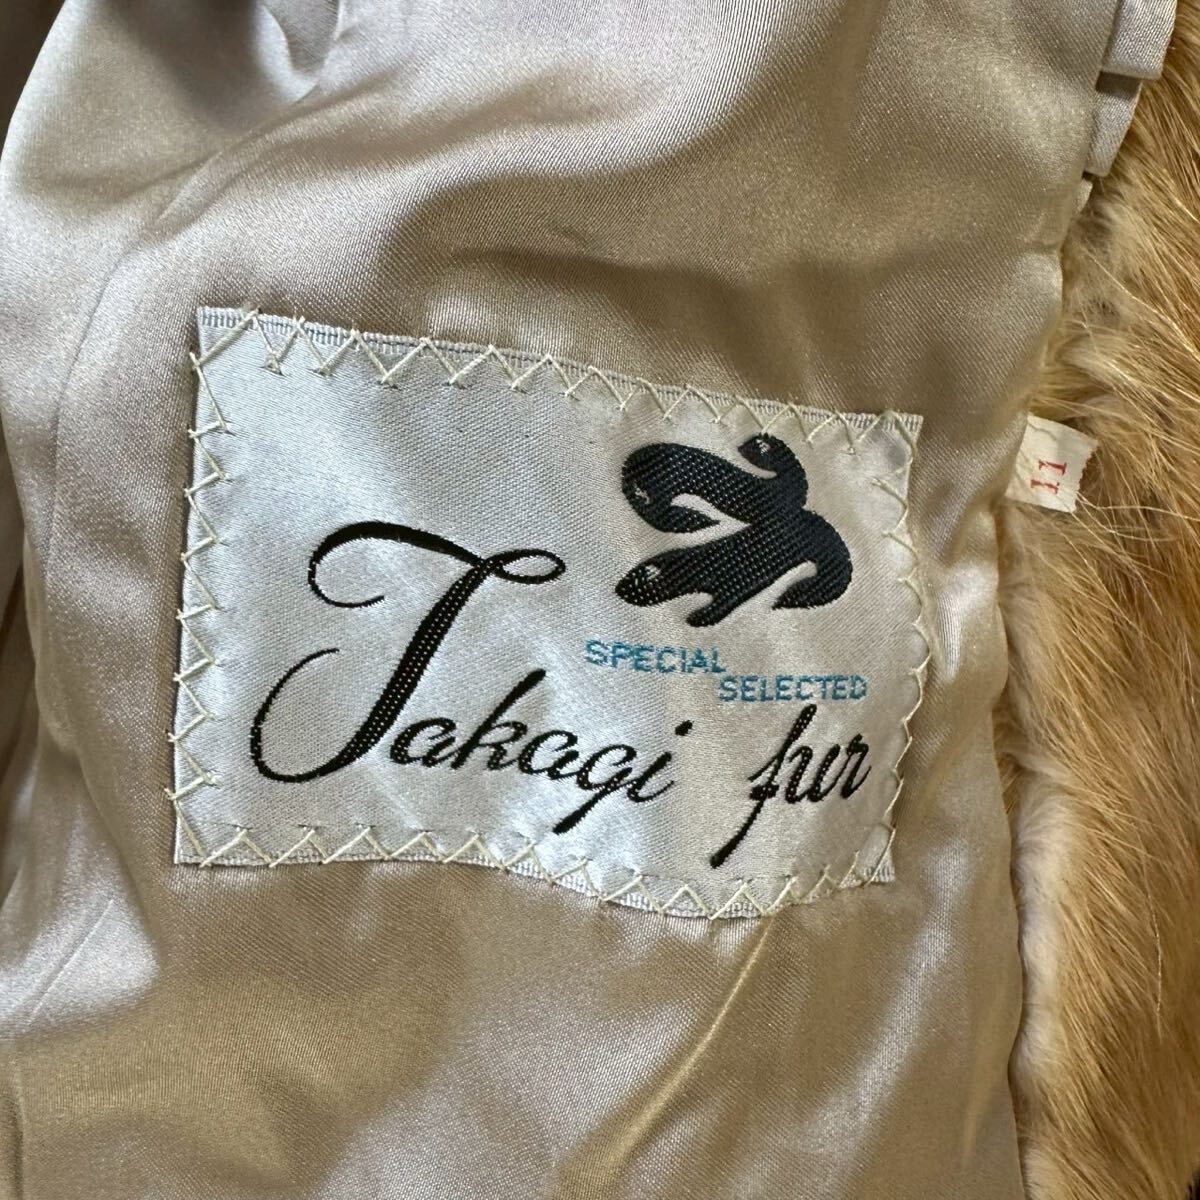 SPECIAL
SELECTED
Takagi fur
11